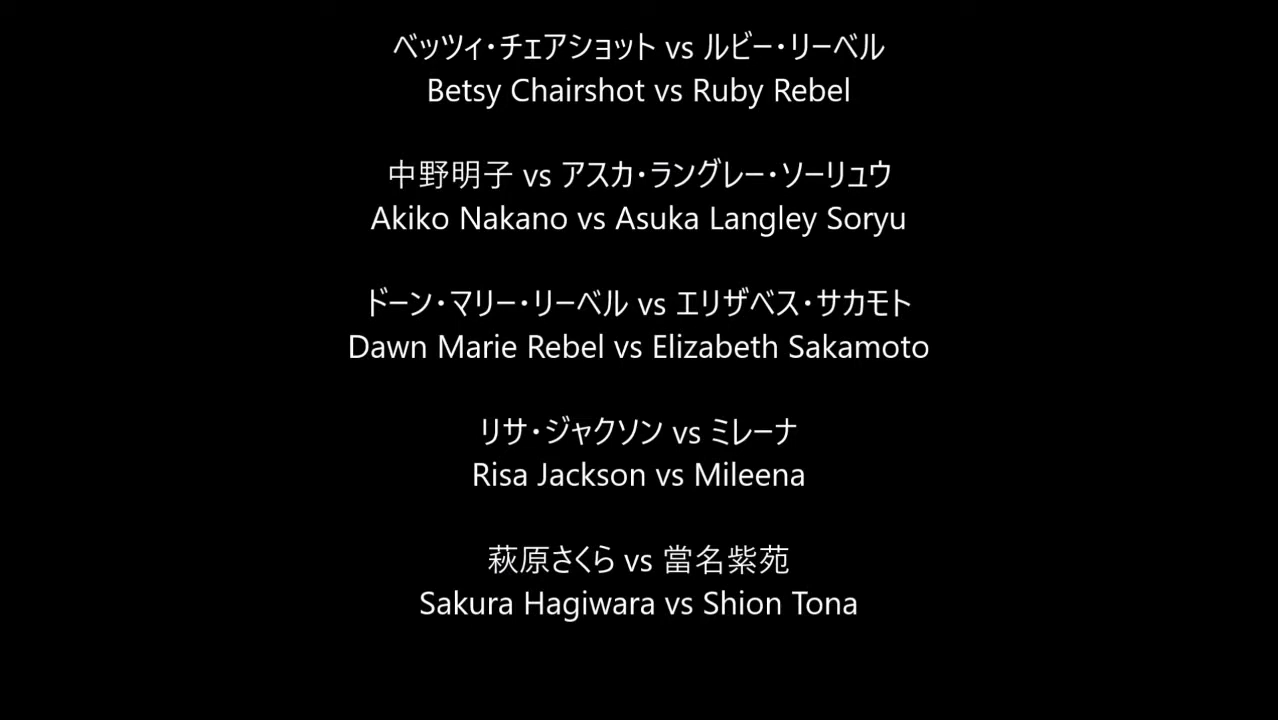 ベッツィ・チェアショット vs ルビー・リーベル
Betsy Chairshot vs Ruby Rebel
中野明子 vs アスカ・ラングレー・ソーリュウ
Akiko Nakano vs Asuka Langley Soryu
ドーン・マリー・リーベル vs エリザベス・サカモト
Dawn Marie Rebel vs Elizabeth Sakamoto
リサ・ジャクソン vs ミレーナ
Risa Jackson vs Mileena
萩原さくら vs 當名紫苑
Sakura Hagiwara vs Shion Tona